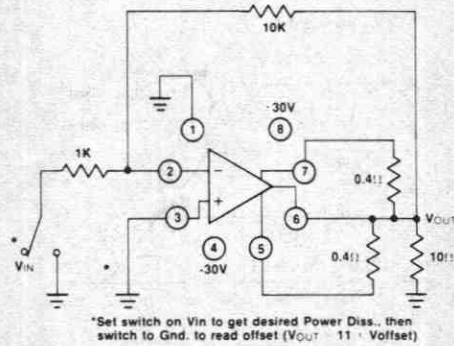 10K
1
-30V
8
1K
2
-
7
0.4Ω
3
+
6
VOUT
4
-30V
5
0.4Ω
10Ω
*
VIN
*
*Set switch on Vin to get desired Power Diss., then
switch to Gnd. to read offset (VOUT - 11 · Voffset)